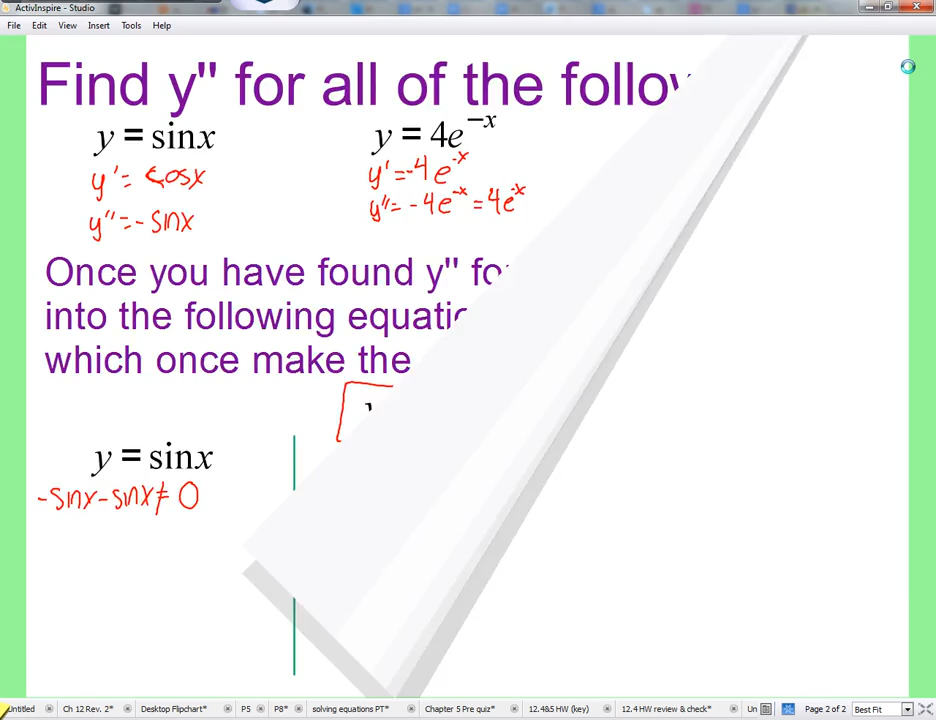 ActivInspire - Studio
File Edit View Insert Tools Help
Find y'' for all of the follo
y = sinx
y' = cosx
y'' = -sinx
y = 4e^{-x}
y' = -4e^{-x}
y'' = - -4e^{-x} = 4e^{-x}
Once you have found y'' fo
into the following equatio
which once make the
y = sinx
-sinx - sinx ≠ 0
Untitled Ch 12 Rev. 2* Desktop Flipchart* P5 P8* solving equations PT* Chapter 5 Pre quiz* 12.4&5 HW (key) 12.4 HW review & check* Un Page 2 of 2 Best Fit